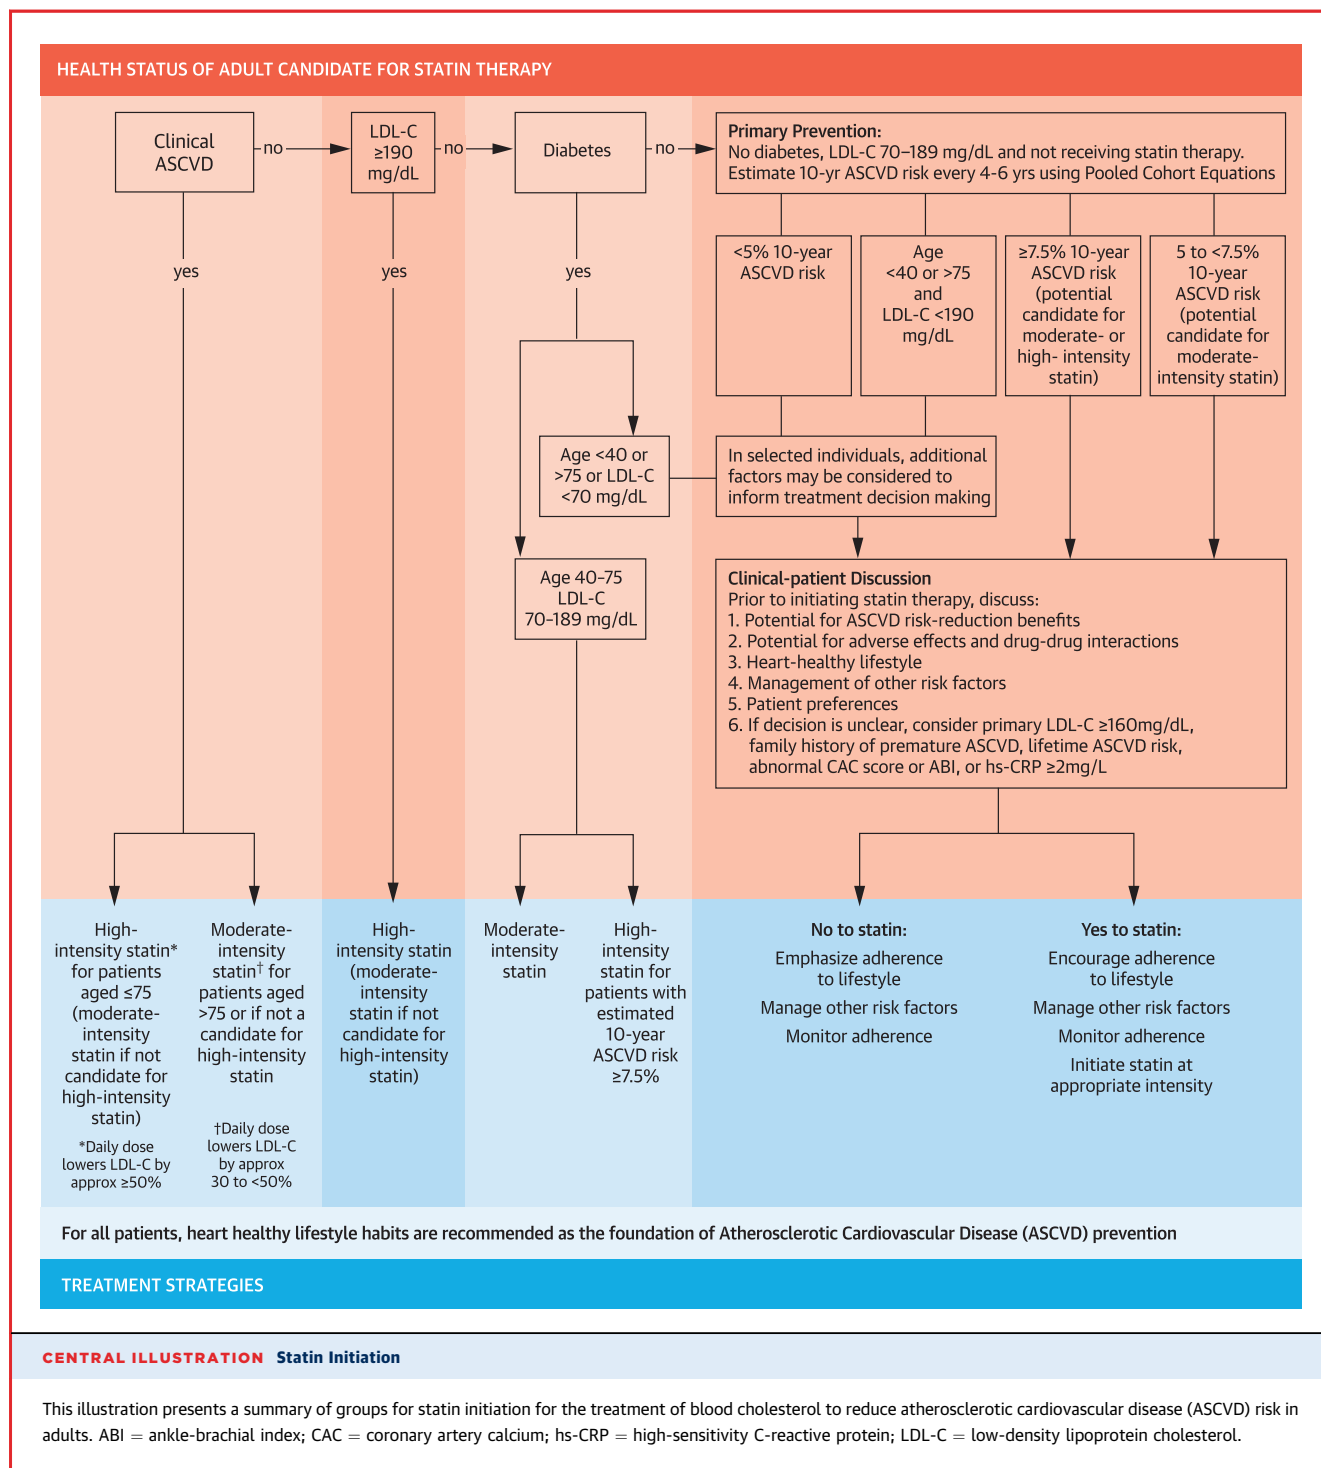 HEALTH STATUS OF ADULT CANDIDATE FOR STATIN THERAPY
Clinical
ASCVD
no
LDL-C
≥190
mg/dL
no
Diabetes
no
Primary Prevention:
No diabetes, LDL-C 70–189 mg/dL and not receiving statin therapy.
Estimate 10-yr ASCVD risk every 4-6 yrs using Pooled Cohort Equations
yes
yes
yes
<5% 10-year
ASCVD risk
Age
<40 or >75
and
LDL-C <190
mg/dL
≥7.5% 10-year
ASCVD risk
(potential
candidate for
moderate- or
high- intensity
statin)
5 to <7.5%
10-year
ASCVD risk
(potential
candidate for
moderate-
intensity statin)
Age <40 or
>75 or LDL-C
<70 mg/dL
In selected individuals, additional
factors may be considered to
inform treatment decision making
Age 40–75
LDL-C
70–189 mg/dL
Clinical-patient Discussion
Prior to initiating statin therapy, discuss:
1. Potential for ASCVD risk-reduction benefits
2. Potential for adverse effects and drug-drug interactions
3. Heart-healthy lifestyle
4. Management of other risk factors
5. Patient preferences
6. If decision is unclear, consider primary LDL-C ≥160mg/dL,
family history of premature ASCVD, lifetime ASCVD risk,
abnormal CAC score or ABI, or hs-CRP ≥2mg/L
High-
intensity statin*
for patients
aged ≤75
(moderate-
intensity
statin if not
candidate for
high-intensity
statin)
*Daily dose
lowers LDL-C by
approx ≥50%
Moderate-
intensity
statin† for
patients aged
>75 or if not a
candidate for
high-intensity
statin
†Daily dose
lowers LDL-C
by approx
30 to <50%
High-
intensity statin
(moderate-
intensity
statin if not
candidate for
high-intensity
statin)
Moderate-
intensity
statin
High-
intensity
statin for
patients with
estimated
10-year
ASCVD risk
≥7.5%
No to statin:
Emphasize adherence
to lifestyle
Manage other risk factors
Monitor adherence
Yes to statin:
Encourage adherence
to lifestyle
Manage other risk factors
Monitor adherence
Initiate statin at
appropriate intensity
For all patients, heart healthy lifestyle habits are recommended as the foundation of Atherosclerotic Cardiovascular Disease (ASCVD) prevention
TREATMENT STRATEGIES
CENTRAL ILLUSTRATION Statin Initiation
This illustration presents a summary of groups for statin initiation for the treatment of blood cholesterol to reduce atherosclerotic cardiovascular disease (ASCVD) risk in
adults. ABI = ankle-brachial index; CAC = coronary artery calcium; hs-CRP = high-sensitivity C-reactive protein; LDL-C = low-density lipoprotein cholesterol.